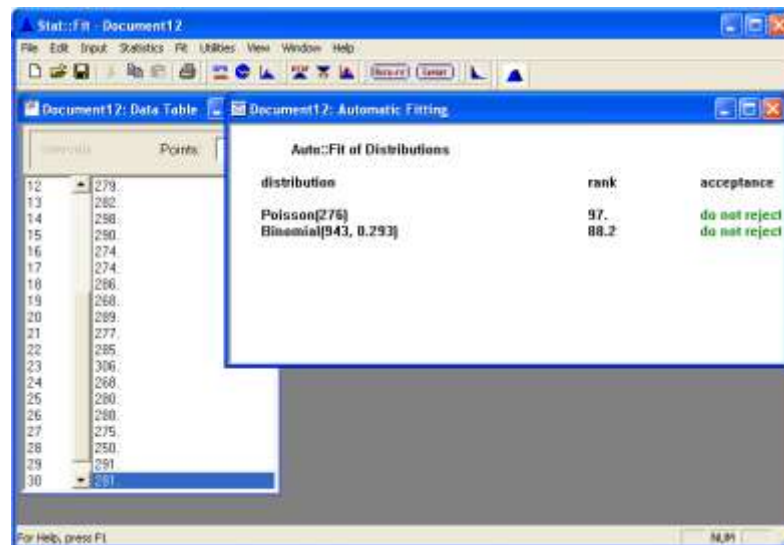 Stat::Fit - Document12
File Edit Input Statistics Fit Utilities View Window Help
Document12: Data Table
Document12: Automatic Fitting
Intervals Points:
Auto::Fit of Distributions
distribution rank acceptance
Poisson(276) 97. do not reject
Binomial(943, 0.293) 88.2 do not reject
12 279.
13 282.
14 298.
15 290.
16 274.
17 274.
18 286.
19 268.
20 289.
21 277.
22 285.
23 306.
24 268.
25 280.
26 280.
27 275.
28 250.
29 291.
30 281.
For Help, press F1 NUM